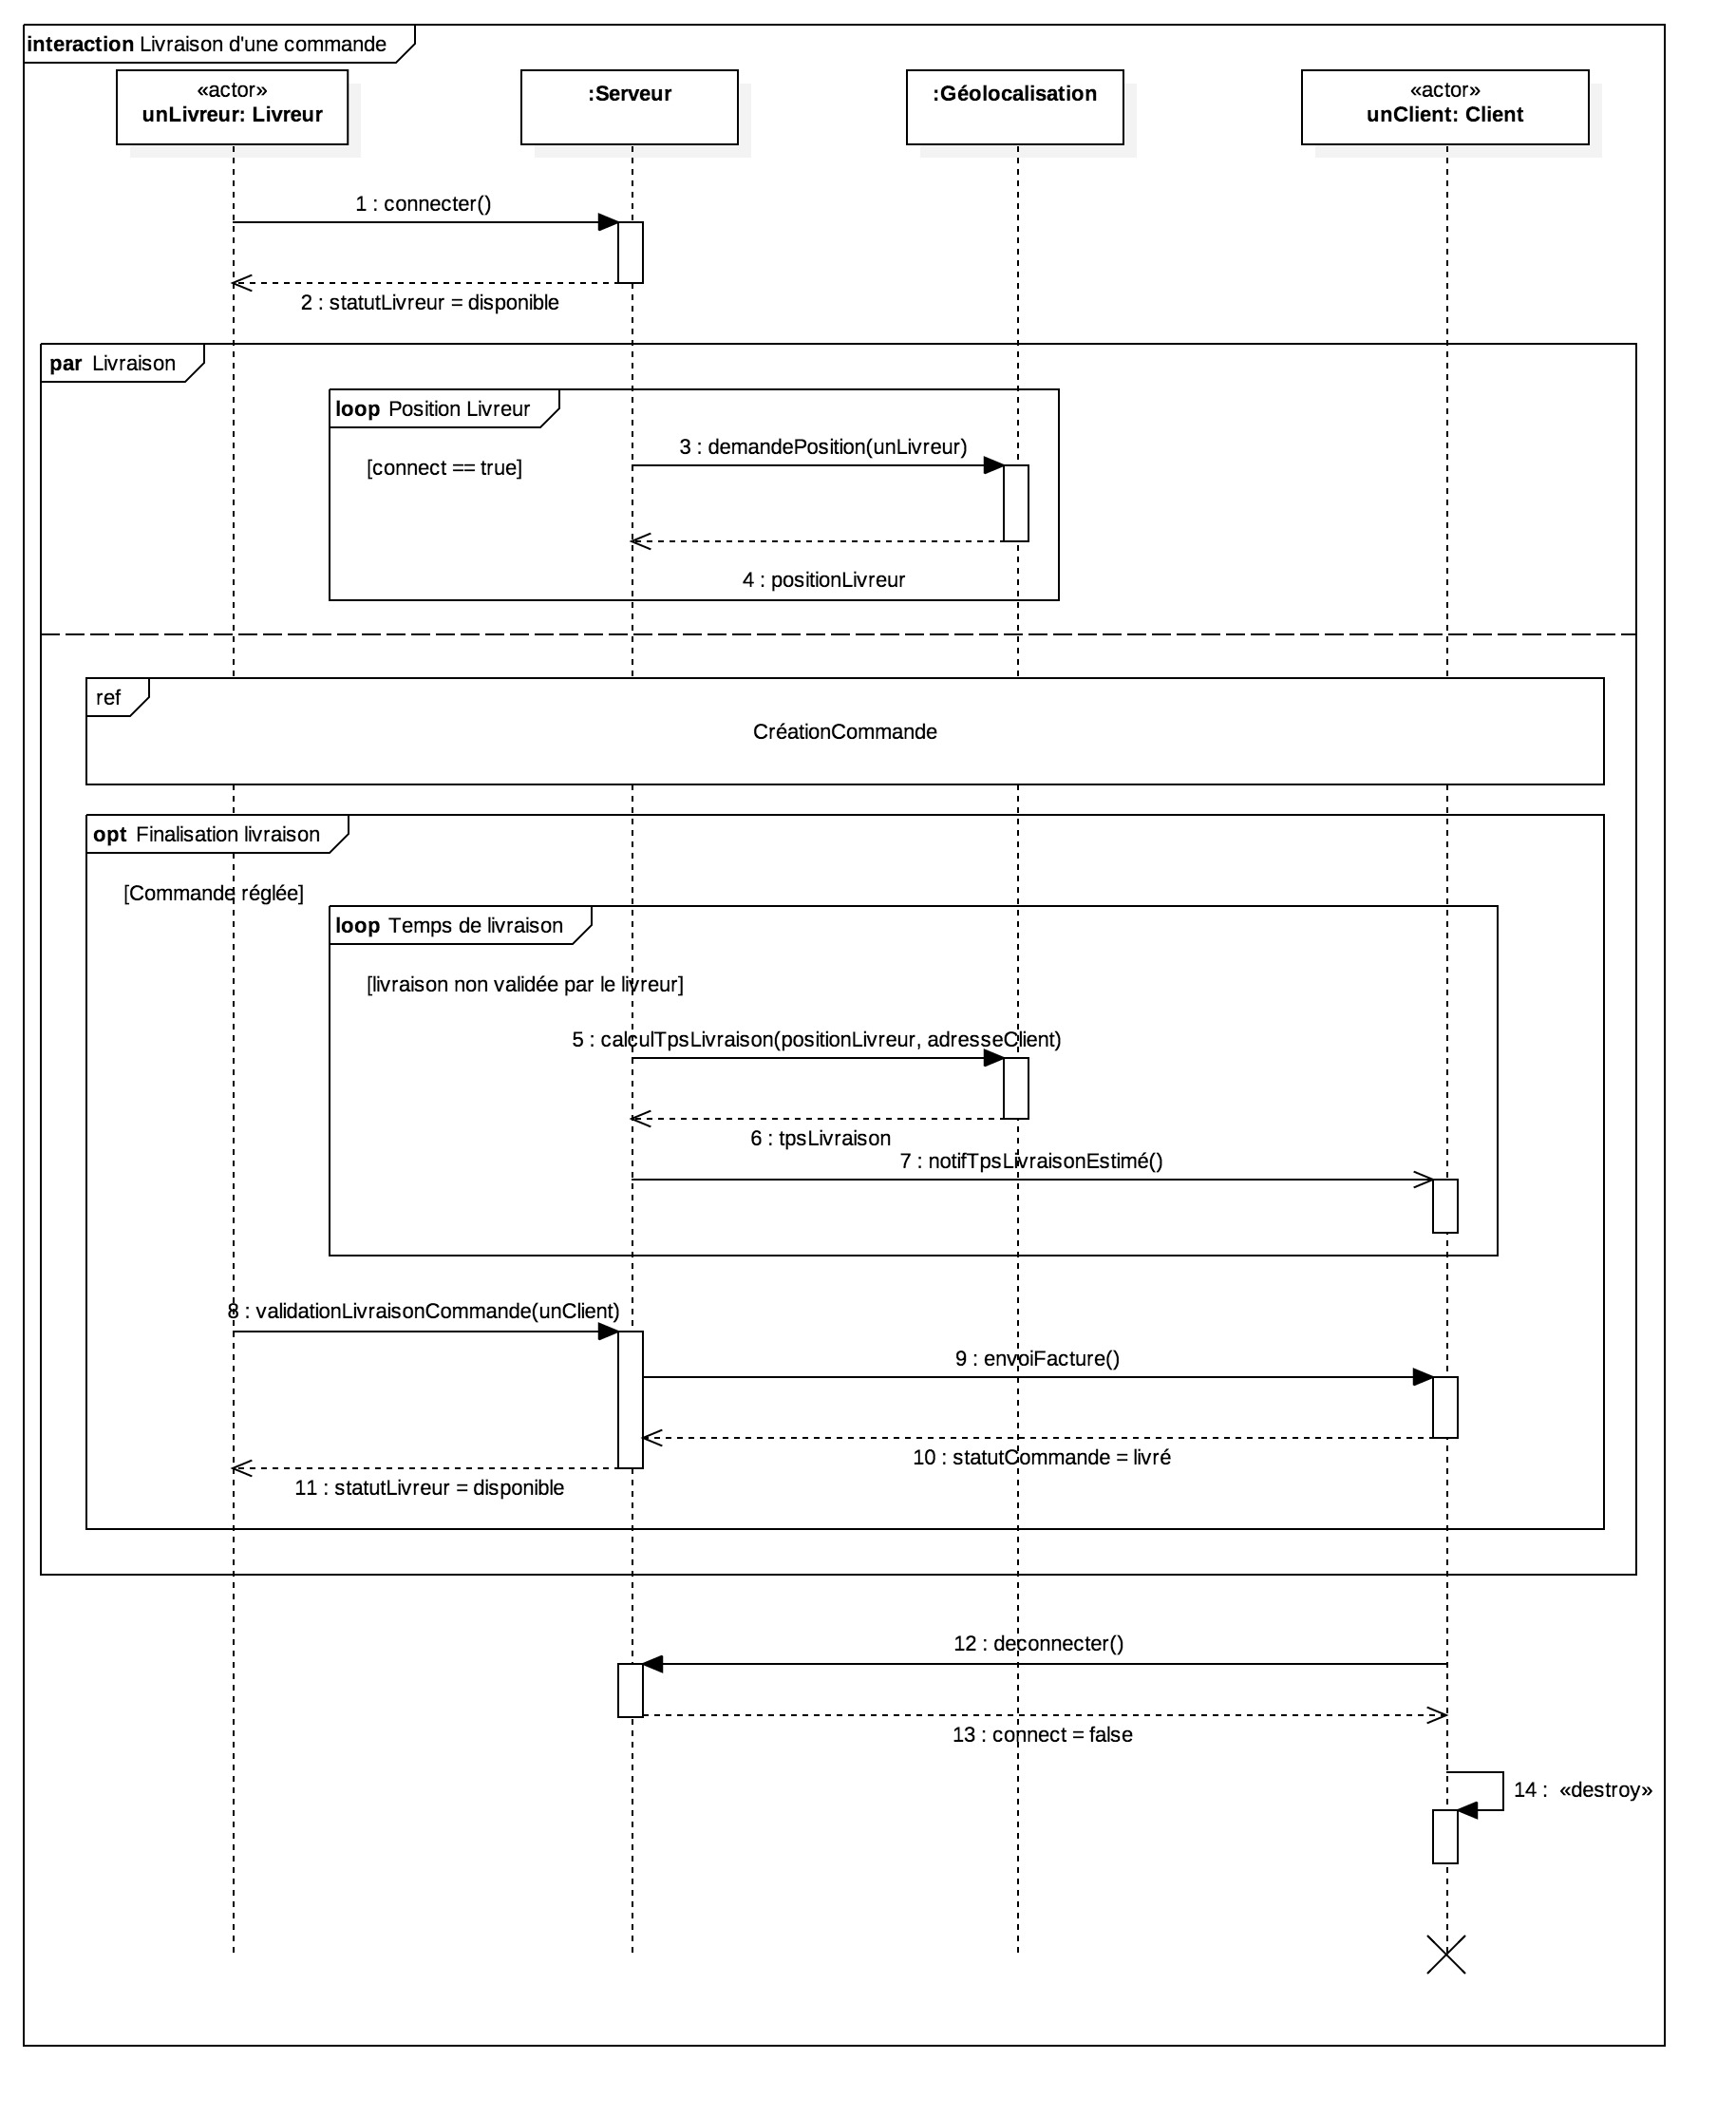 interaction Livraison d'une commande
«actor»
unLivreur: Livreur
:Serveur
:Géolocalisation
«actor»
unClient: Client
1 : connecter()
2 : statutLivreur = disponible
par Livraison
loop Position Livreur
3 : demandePosition(unLivreur)
[connect == true]
4 : positionLivreur
ref
CréationCommande
opt Finalisation livraison
[Commande réglée]
loop Temps de livraison
[livraison non validée par le livreur]
5 : calculTpsLivraison(positionLivreur, adresseClient)
6 : tpsLivraison
7 : notifTpsLivraisonEstimé()
8 : validationLivraisonCommande(unClient)
9 : envoiFacture()
10 : statutCommande = livré
11 : statutLivreur = disponible
12 : deconnecter()
13 : connect = false
14 : «destroy»